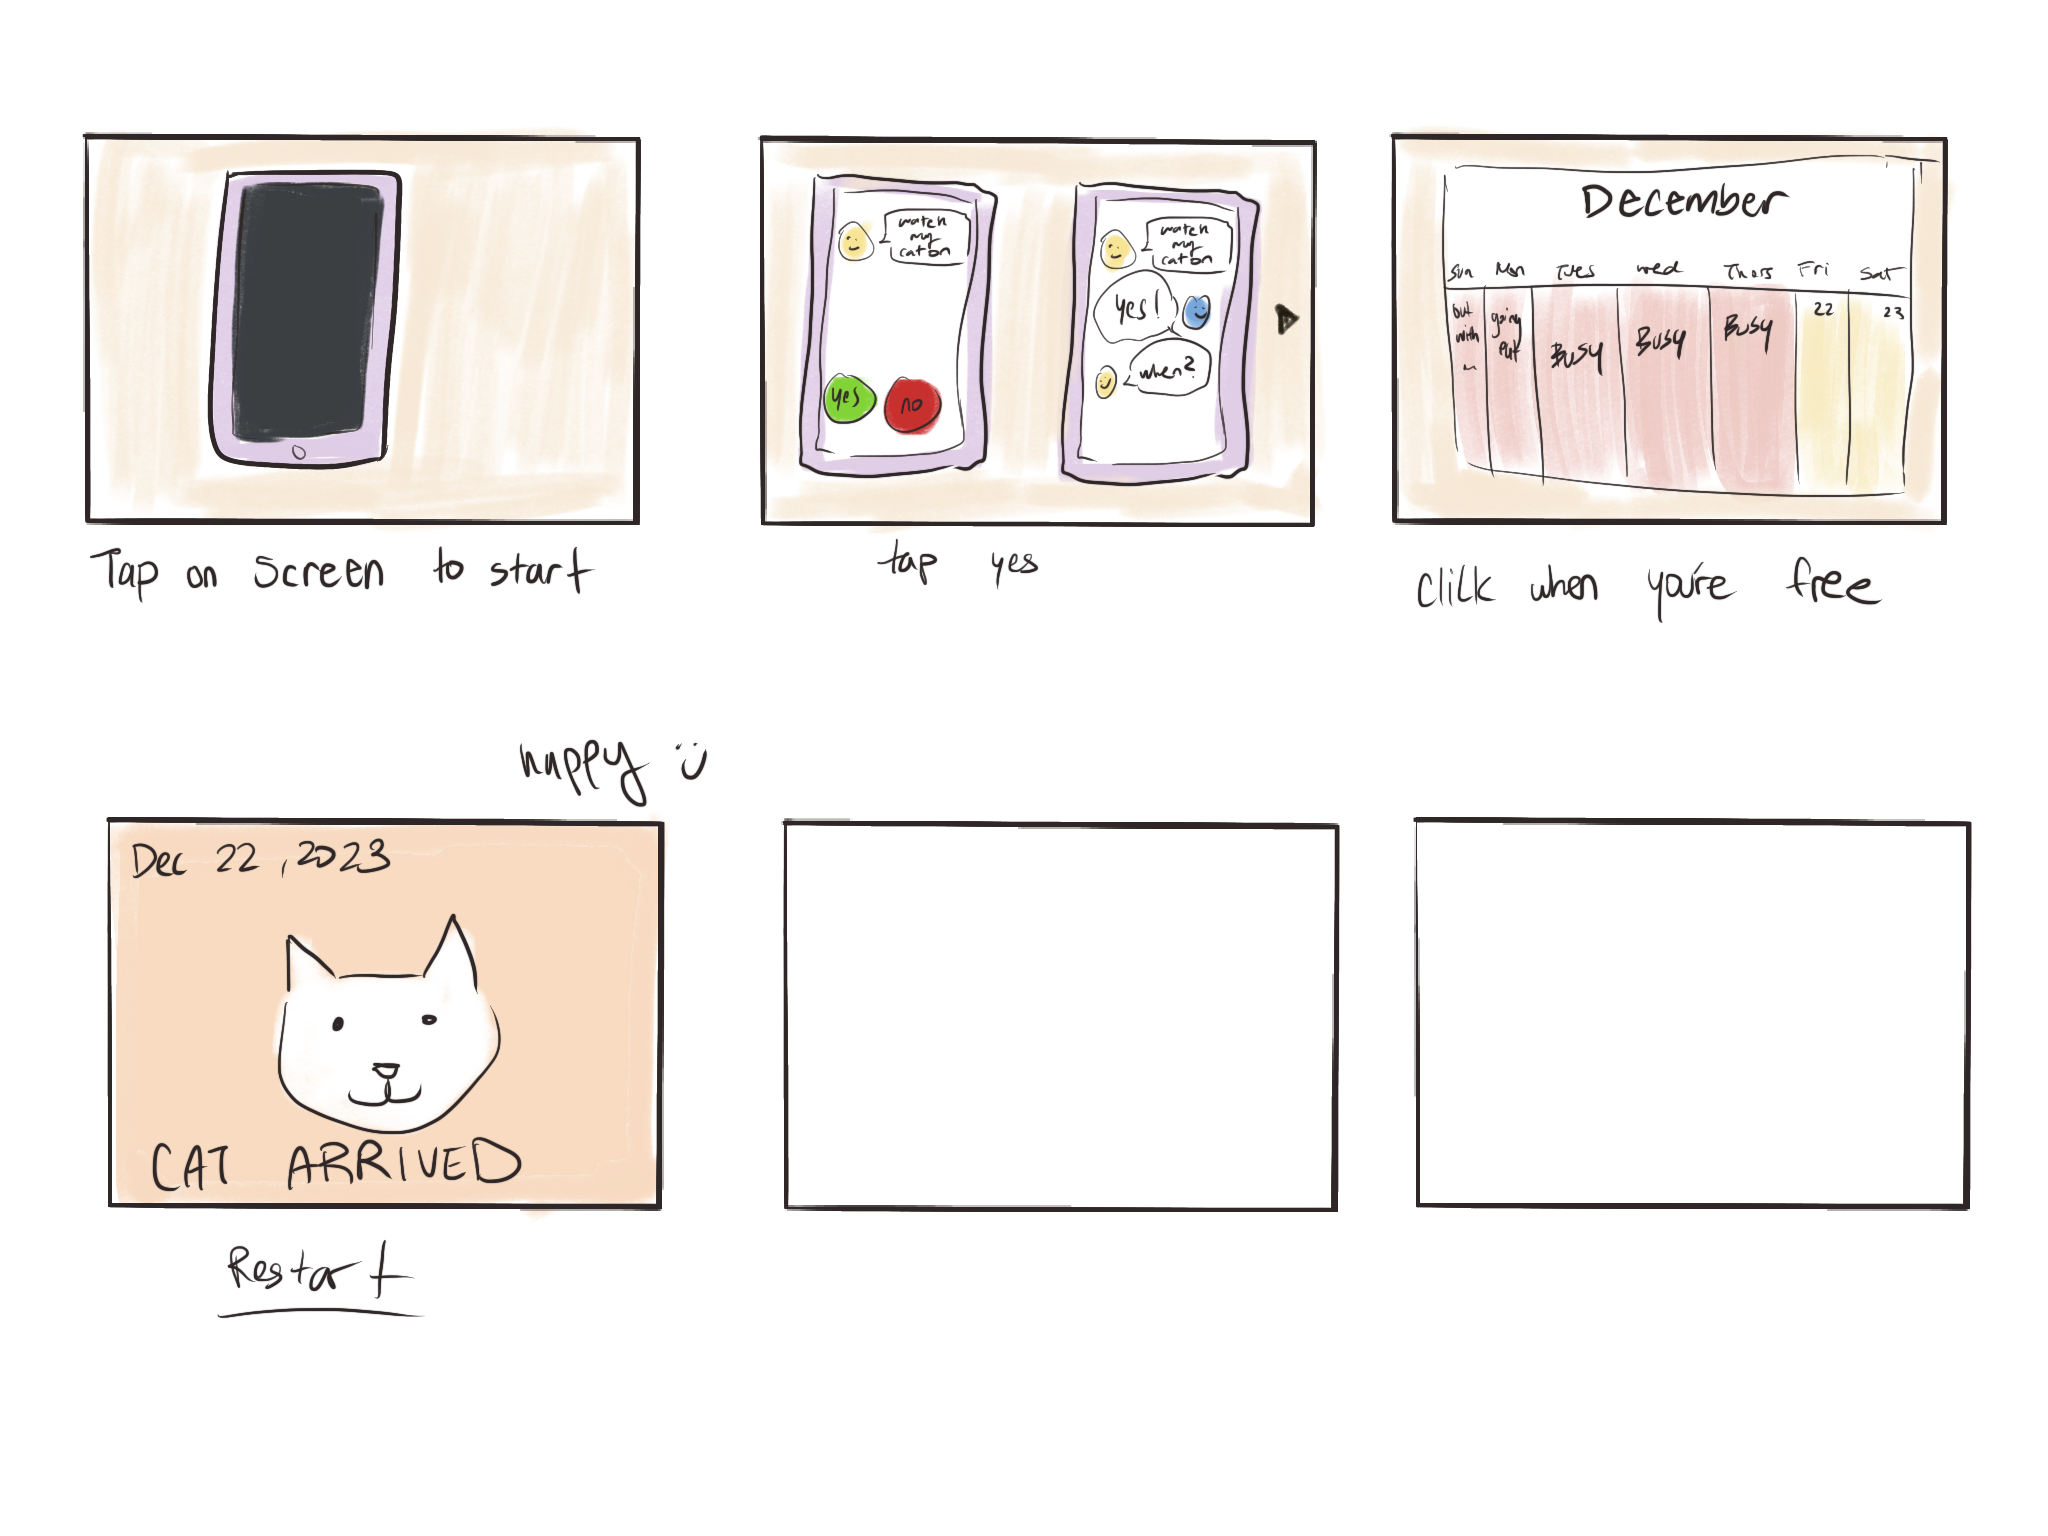 watch
my
cat on
yes
no
watch
my
cat on
yes!
when?
December
Sun Mon Tues wed Thurs Fri Sat
out
with
going
out
Busy
Busy
Busy
22
23
Tap on screen to start
tap yes
click when you're free
happy :)
Dec 22, 2023
CAT ARRIVED
Restart